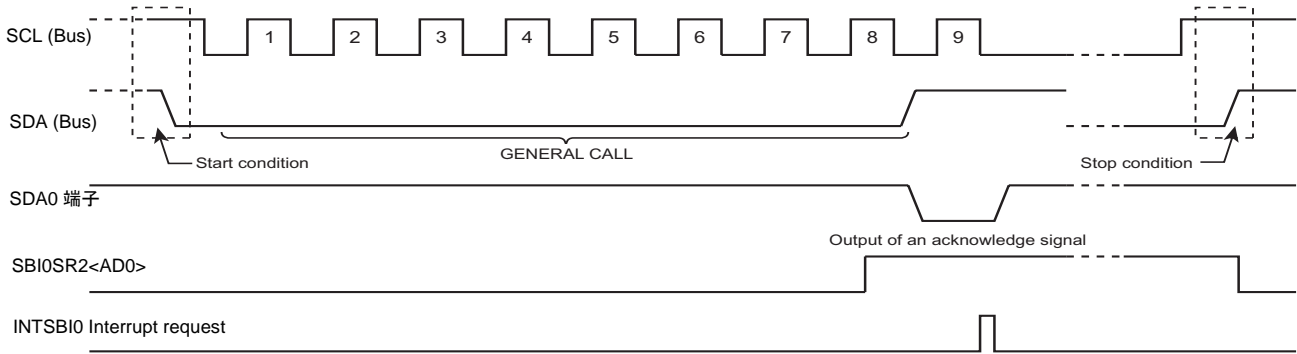 SCL (Bus)
1 2 3 4 5 6 7 8 9
SDA (Bus)
Start condition
GENERAL CALL
Stop condition
SDA0 端子
Output of an acknowledge signal
SBI0SR2<AD0>
INTSBI0 Interrupt request